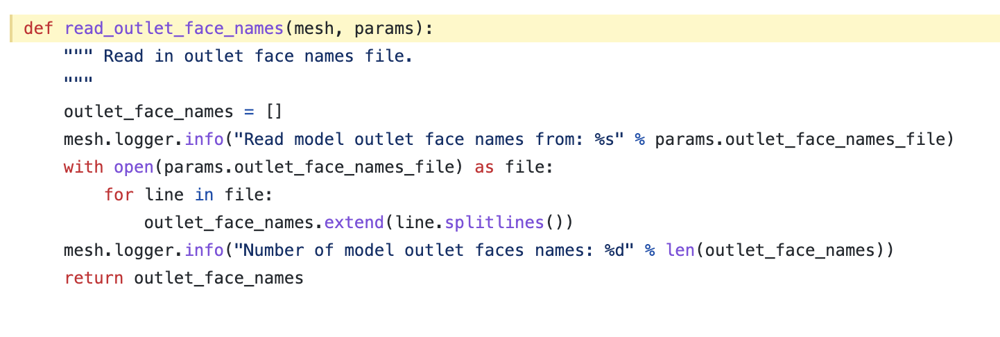 def read_outlet_face_names(mesh, params):
    """ Read in outlet face names file.
    """
    outlet_face_names = []
    mesh.logger.info("Read model outlet face names from: %s" % params.outlet_face_names_file)
    with open(params.outlet_face_names_file) as file:
        for line in file:
            outlet_face_names.extend(line.splitlines())
    mesh.logger.info("Number of model outlet faces names: %d" % len(outlet_face_names))
    return outlet_face_names